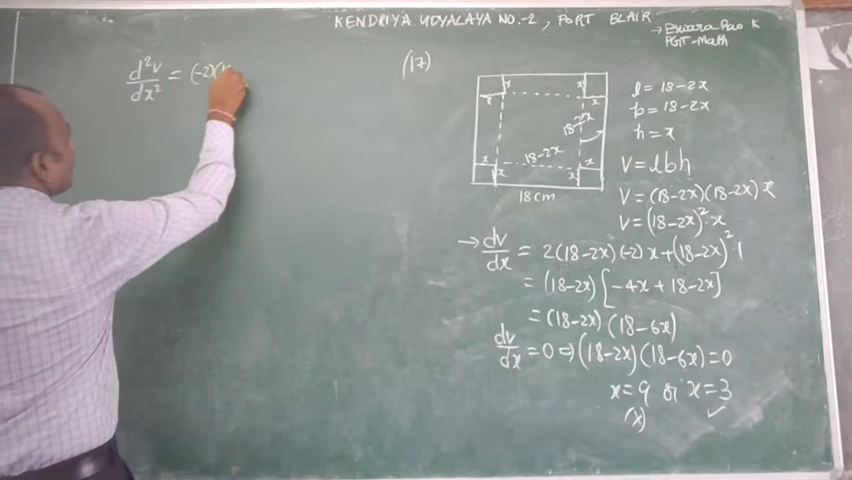 KENDRIYA UDYALAYA NO.-2, PORT BLAIR
→ Eswara Rao K
PGT-Math
d²v/dx² = (-2)(
(17)
x x
x x
18-2x
18-2x
x x
x x
18cm
l = 18-2x
b = 18-2x
h = x
V = lbh
V = (18-2x)(18-2x) x
V = (18-2x)².x
→ dv/dx = 2(18-2x)(-2)x + (18-2x)².1
= (18-2x)[-4x + 18-2x]
= (18-2x)(18-6x)
dv/dx = 0 ⇒ (18-2x)(18-6x) = 0
x = 9 or x = 3
(x) ✓